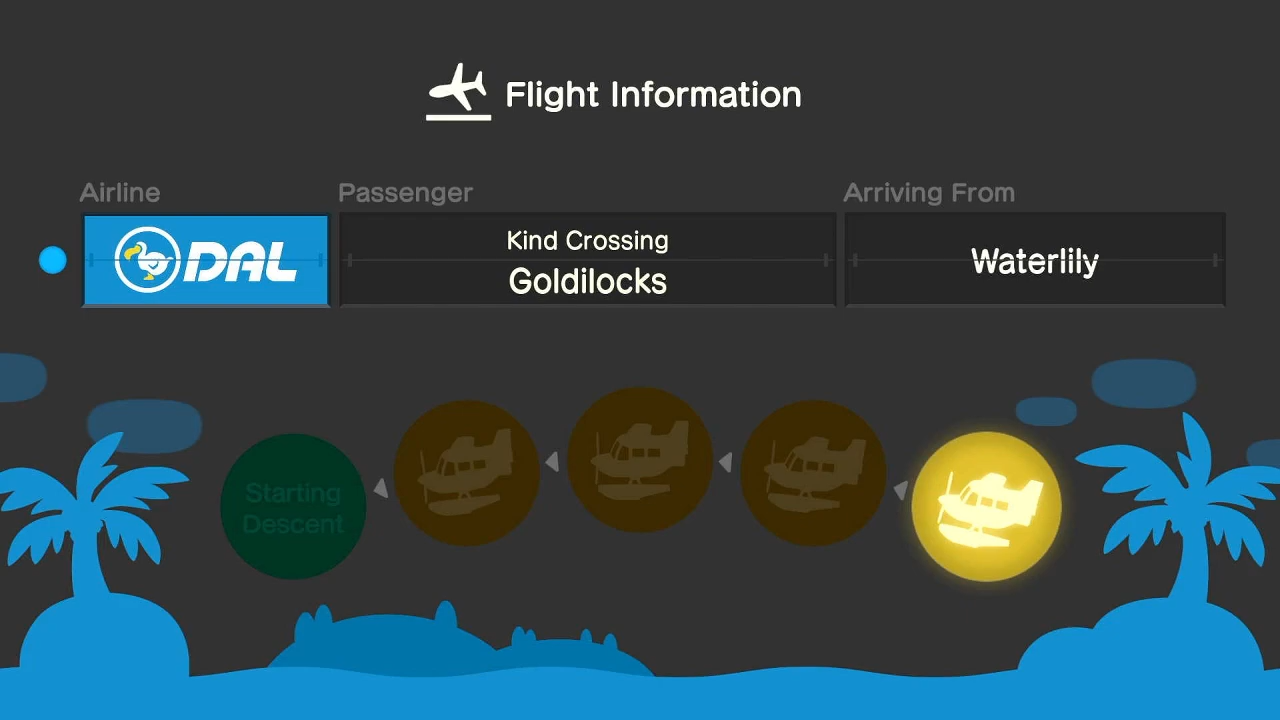 Flight Information
Airline
Passenger
Arriving From
DAL
Kind Crossing
Goldilocks
Waterlily
Starting
Descent